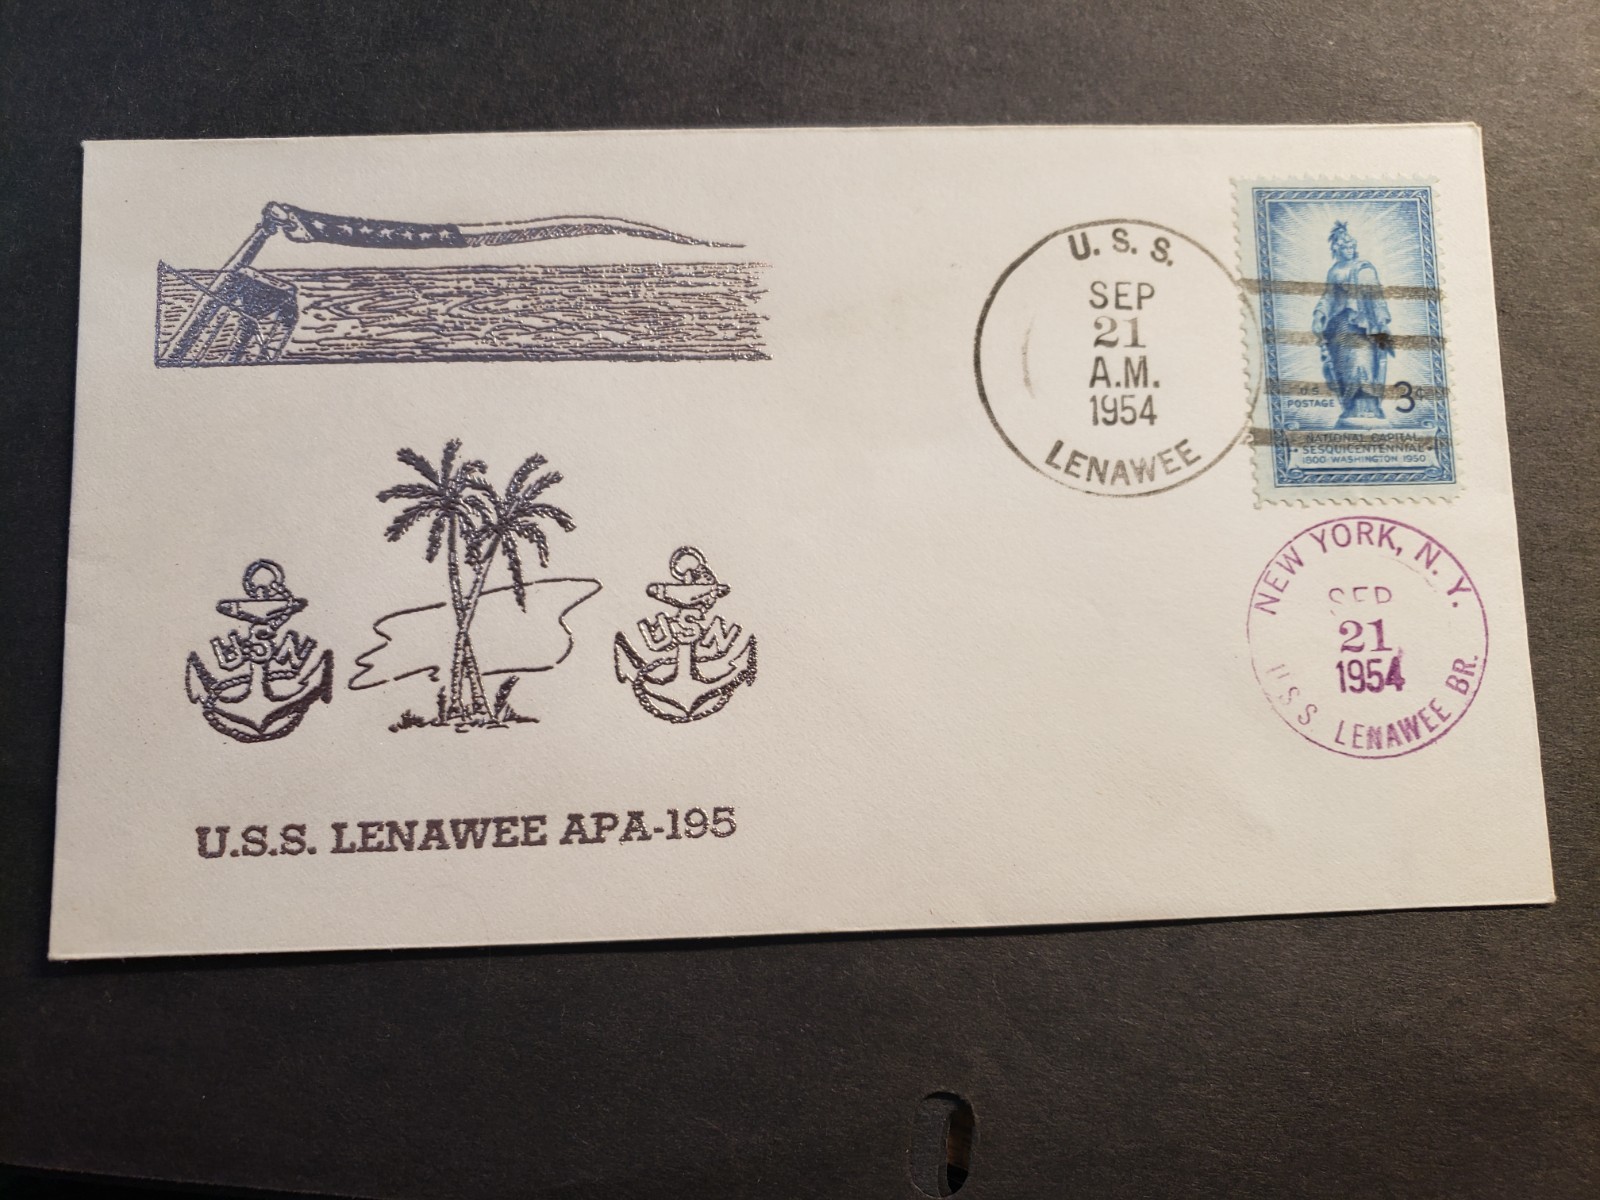 U. S. S.
SEP
21
A.M.
1954
LENAWEE
U.S.
POSTAGE
3¢
NATIONAL CAPITAL
SESQUICENTENNIAL
1800 WASHINGTON 1950
NEW YORK, N. Y.
SEP
21
1954
USS LENAWEE BR.
USN
USN
U.S.S. LENAWEE APA-195